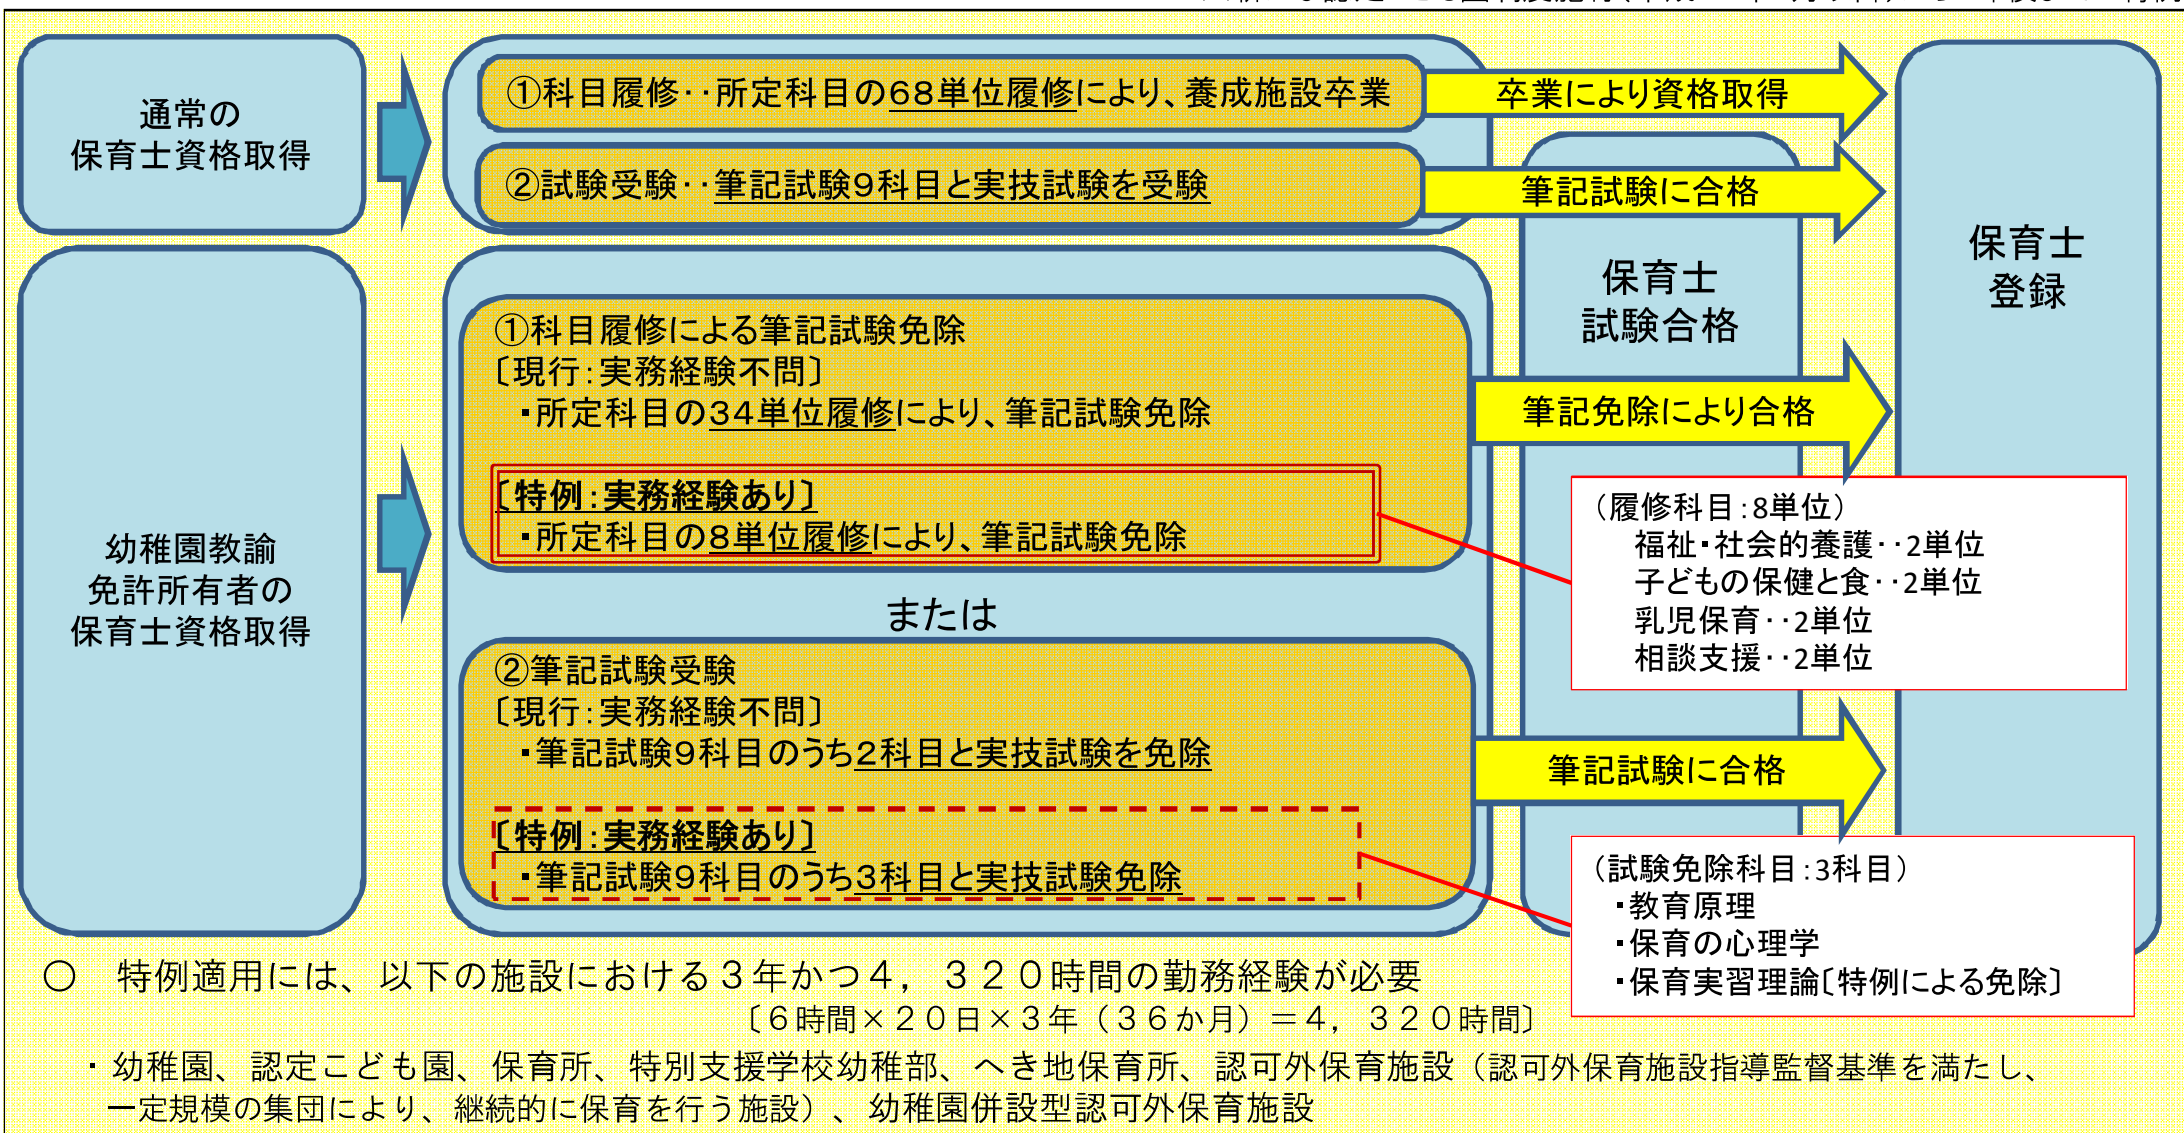 通常の
保育士資格取得
①科目履修‥所定科目の68単位履修により、養成施設卒業
卒業により資格取得
②試験受験‥筆記試験9科目と実技試験を受験
筆記試験に合格
保育士
試験合格
保育士
登録
幼稚園教諭
免許所有者の
保育士資格取得
①科目履修による筆記試験免除
〔現行：実務経験不問〕
・所定科目の34単位履修により、筆記試験免除
〔特例：実務経験あり〕
・所定科目の8単位履修により、筆記試験免除
筆記免除により合格
（履修科目：8単位）
福祉・社会的養護‥2単位
子どもの保健と食‥2単位
乳児保育‥2単位
相談支援‥2単位
または
②筆記試験受験
〔現行：実務経験不問〕
・筆記試験9科目のうち2科目と実技試験を免除
〔特例：実務経験あり〕
・筆記試験9科目のうち3科目と実技試験免除
筆記試験に合格
（試験免除科目：3科目）
・教育原理
・保育の心理学
・保育実習理論〔特例による免除〕
○　特例適用には、以下の施設における３年かつ４，３２０時間の勤務経験が必要
〔６時間×２０日×３年（３６か月）＝４，３２０時間〕
・幼稚園、認定こども園、保育所、特別支援学校幼稚部、へき地保育所、認可外保育施設（認可外保育施設指導監督基準を満たし、
一定規模の集団により、継続的に保育を行う施設）、幼稚園併設型認可外保育施設